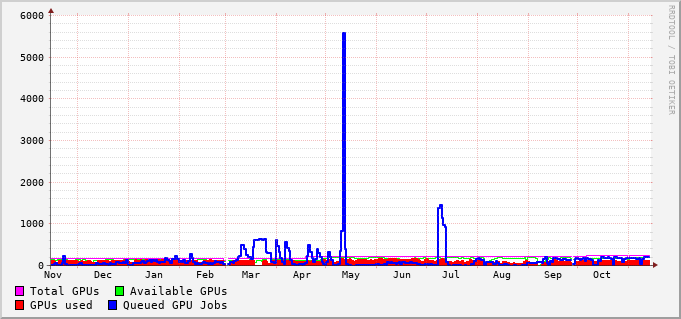 RRDTOOL / TOBI OETIKER
6000
5000
4000
3000
2000
1000
0
Nov Dec Jan Feb Mar Apr May Jun Jul Aug Sep Oct
Total GPUs Available GPUs
GPUs used Queued GPU Jobs